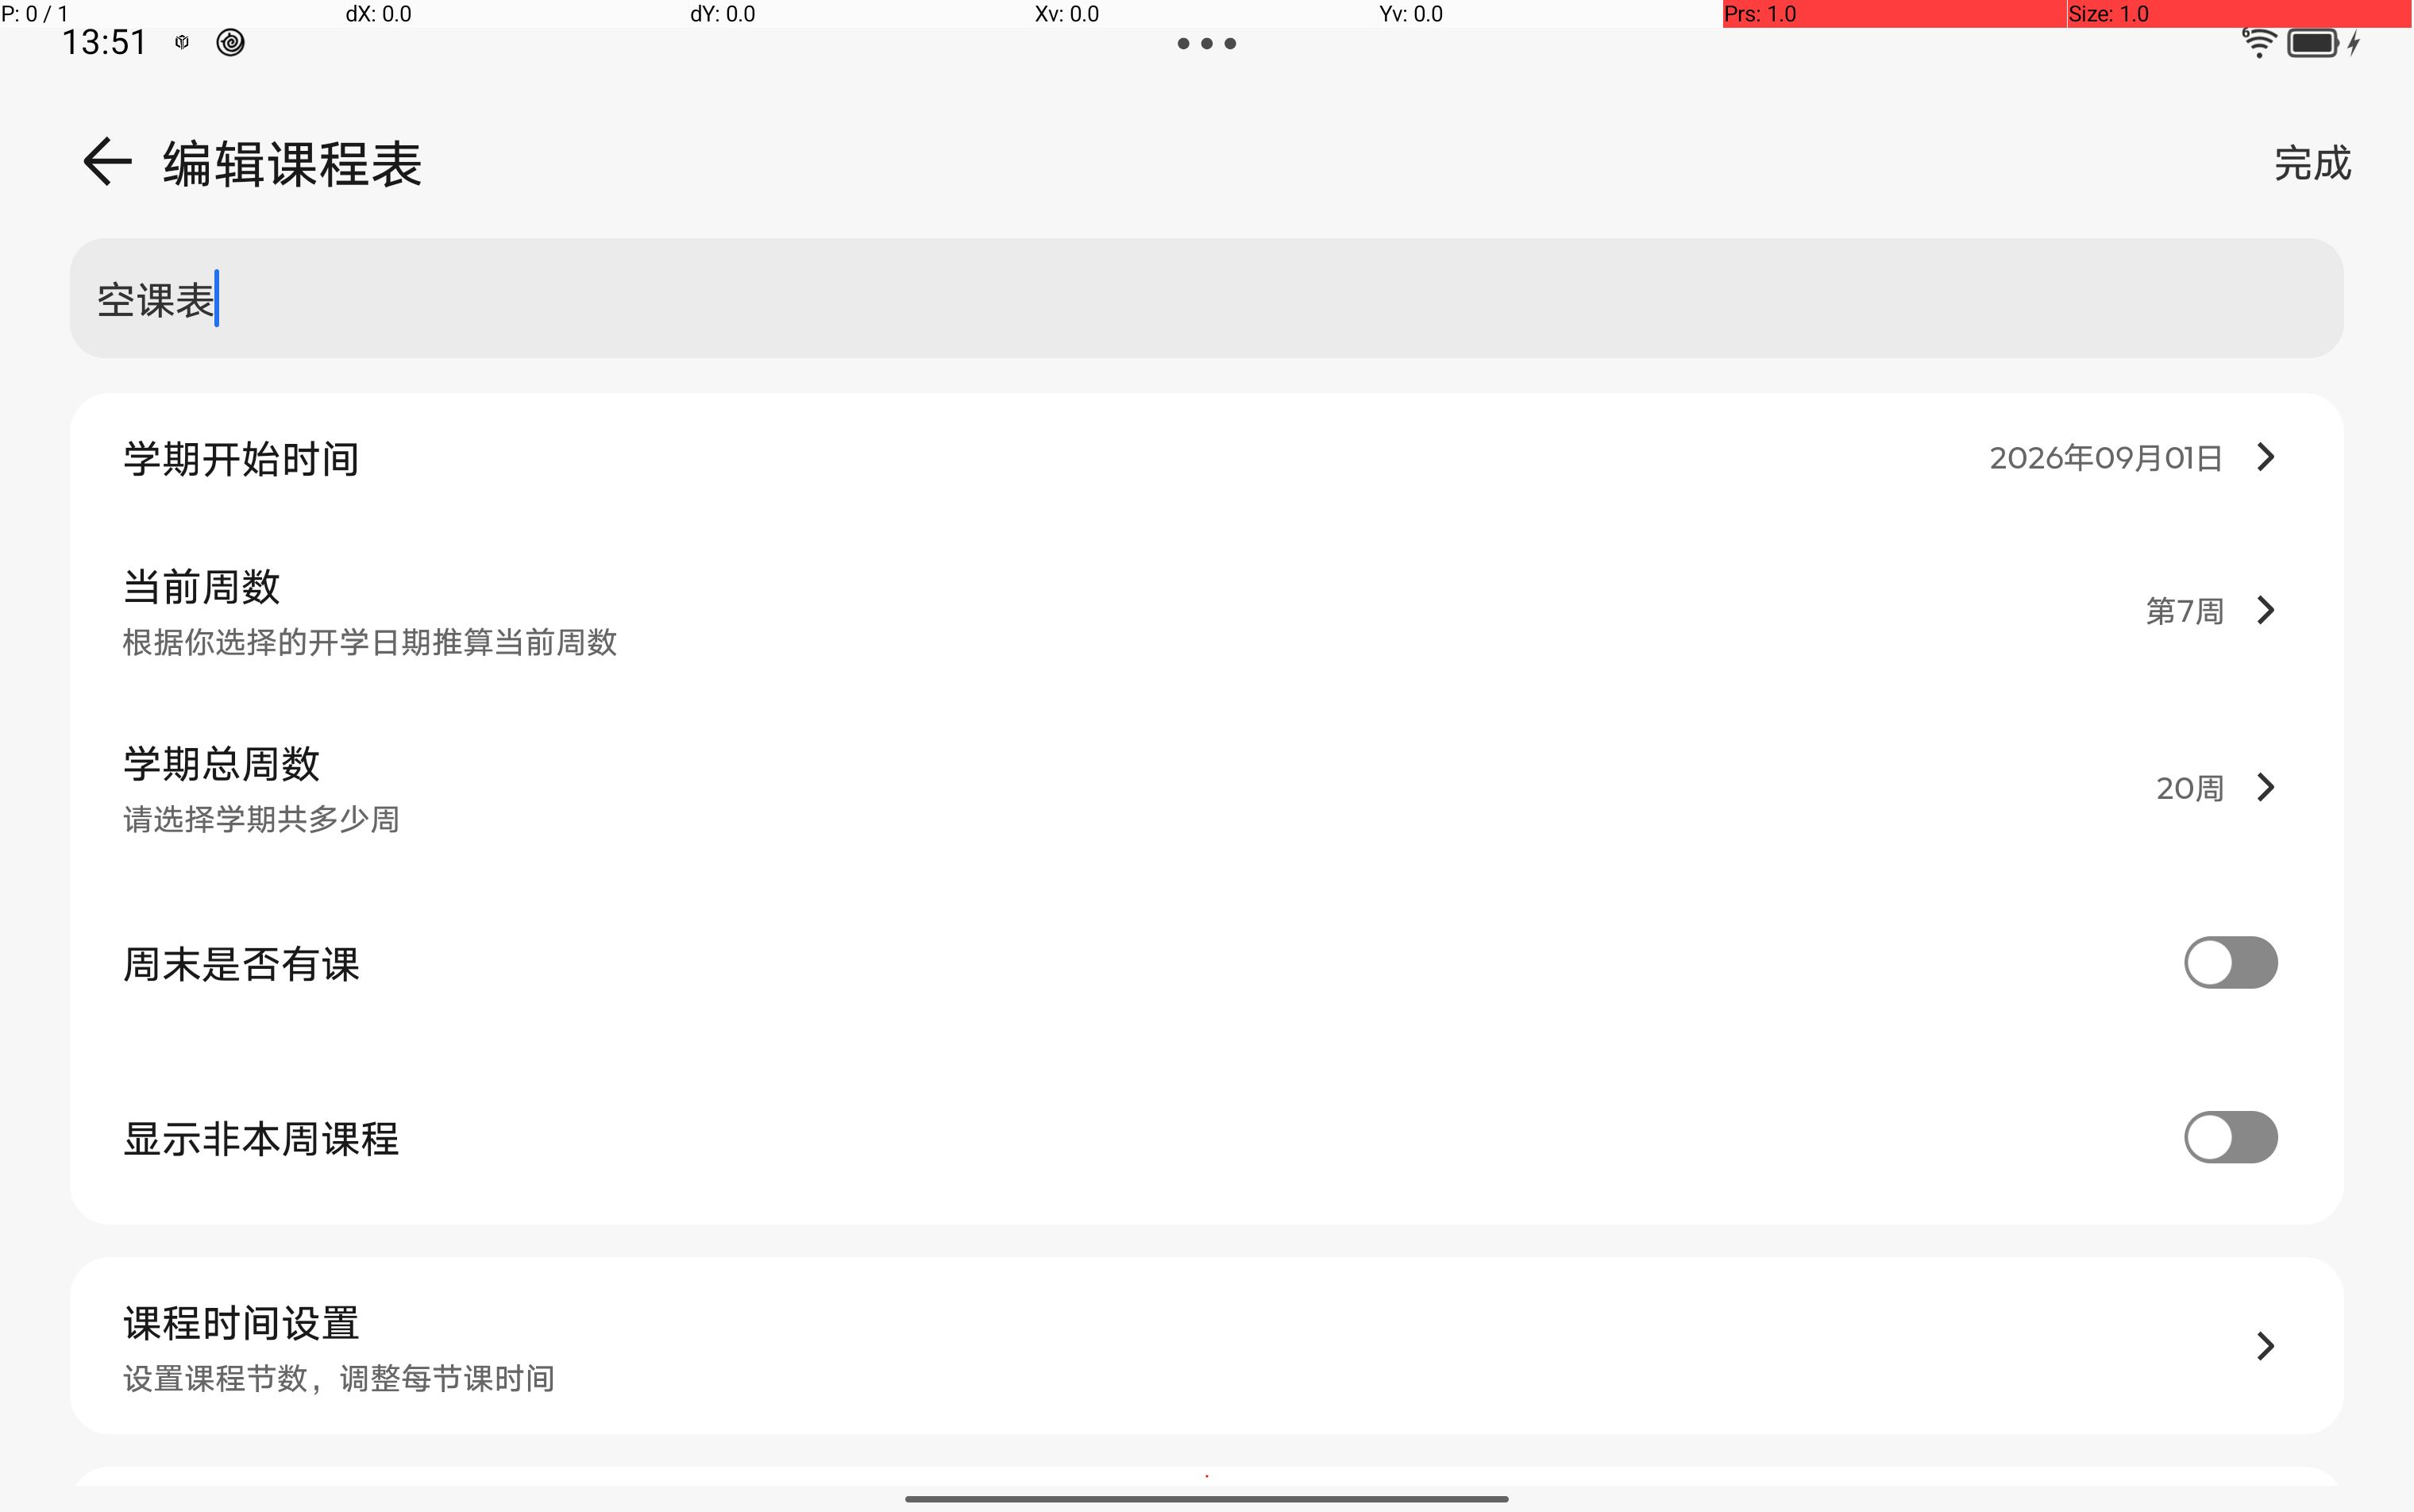 P: 0 / 1 dX: 0.0 dY: 0.0 Xv: 0.0 Yv: 0.0 Prs: 1.0 Size: 1.0
13:51 6
编辑课程表 完成
空课表
学期开始时间 2026年09月01日
当前周数 第7周
根据你选择的开学日期推算当前周数
学期总周数 20周
请选择学期共多少周
周末是否有课
显示非本周课程
课程时间设置
设置课程节数，调整每节课时间